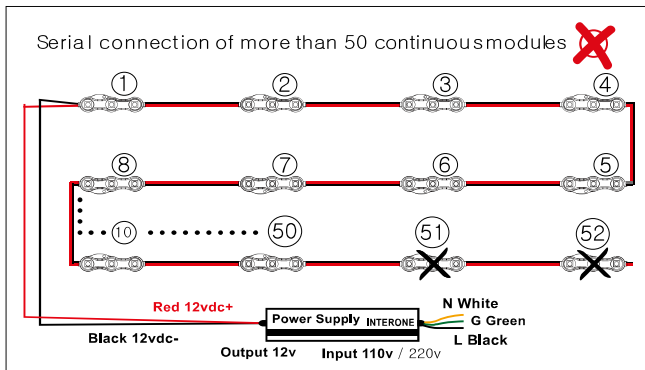 Serial connection of more than 50 continuous modules
1 2 3 4
8 7 6 5
10 50 51 52
Red 12vdc+
Black 12vdc-
Power Supply INTERONE
Output 12v
Input 110v / 220v
N White
G Green
L Black